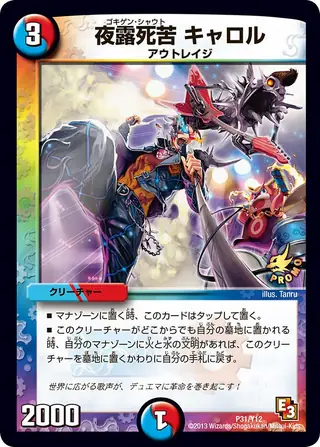 3
ゴキゲン・シャウト
夜露死苦 キャロル
アウトレイジ
PROMO
illus. Tanru
クリーチャー
■ マナゾーンに置く時、このカードはタップして置く。
■ このクリーチャーがどこからでも自分の墓地に置かれる時、自分のマナゾーンに火と水の文明があれば、このクリーチャーを墓地に置くかわりに自分の手札に戻す。
世界に広がる歌声が、デュエマに革命を巻き起こす!
2000
1
P31/Y12
E3
©2013 Wizards/Shogakukan/Mitsui-Kids